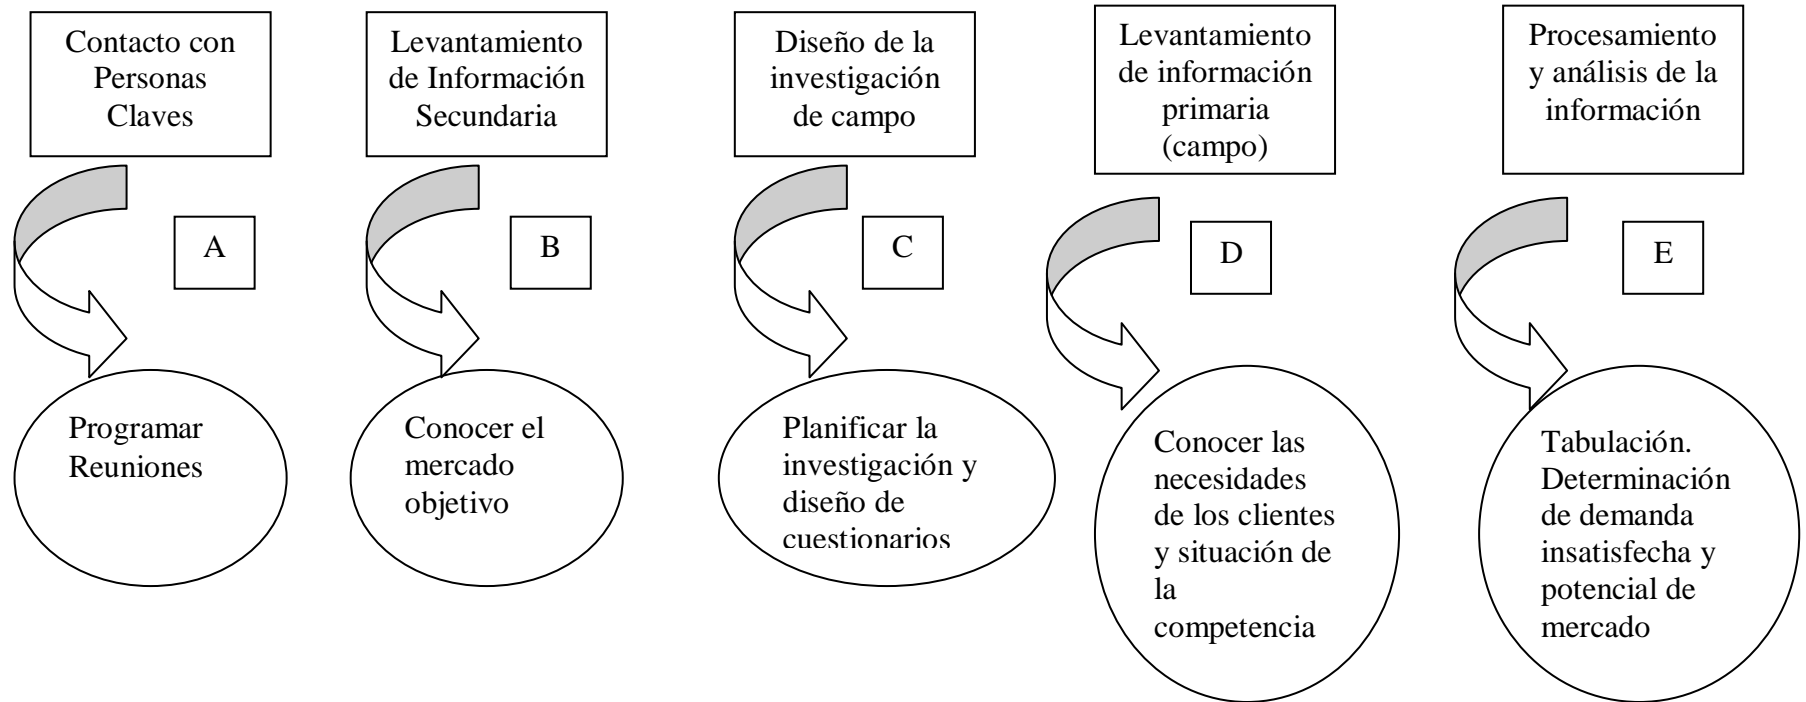 Contacto con
Personas
Claves
Levantamiento
de Información
Secundaria
Diseño de la
investigación
de campo
Levantamiento
de información
primaria
(campo)
Procesamiento
y análisis de la
información
A
B
C
D
E
Programar
Reuniones
Conocer el
mercado
objetivo
Planificar la
investigación y
diseño de
cuestionarios
Conocer las
necesidades
de los clientes
y situación de
la
competencia
Tabulación.
Determinación
de demanda
insatisfecha y
potencial de
mercado